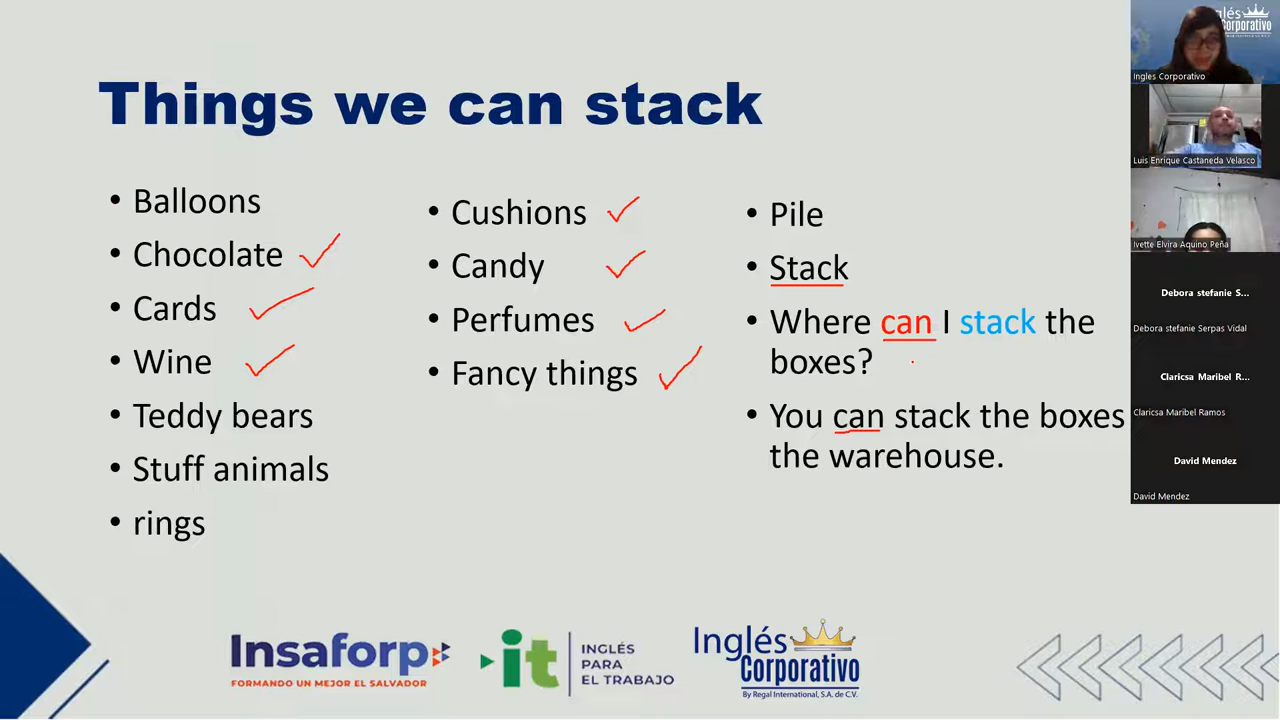 Things we can stack
• Balloons
• Chocolate
• Cards
• Wine
• Teddy bears
• Stuff animals
• rings
• Cushions
• Candy
• Perfumes
• Fancy things
• Pile
• Stack
• Where can I stack the
boxes?
• You can stack the boxes
the warehouse.
Insaforp
FORMANDO UN MEJOR EL SALVADOR
it
INGLÉS
PARA
EL TRABAJO
Inglés
Corporativo
By Regal International, S.A. de C.V.
Inglés
Corporativo
Ingles Corporativo
Luis Enrique Castaneda Velasco
Ivette Elvira Aquino Peña
Debora stefanie S...
Debora stefanie Serpas Vidal
Claricsa Maribel R...
Claricsa Maribel Ramos
David Mendez
David Mendez